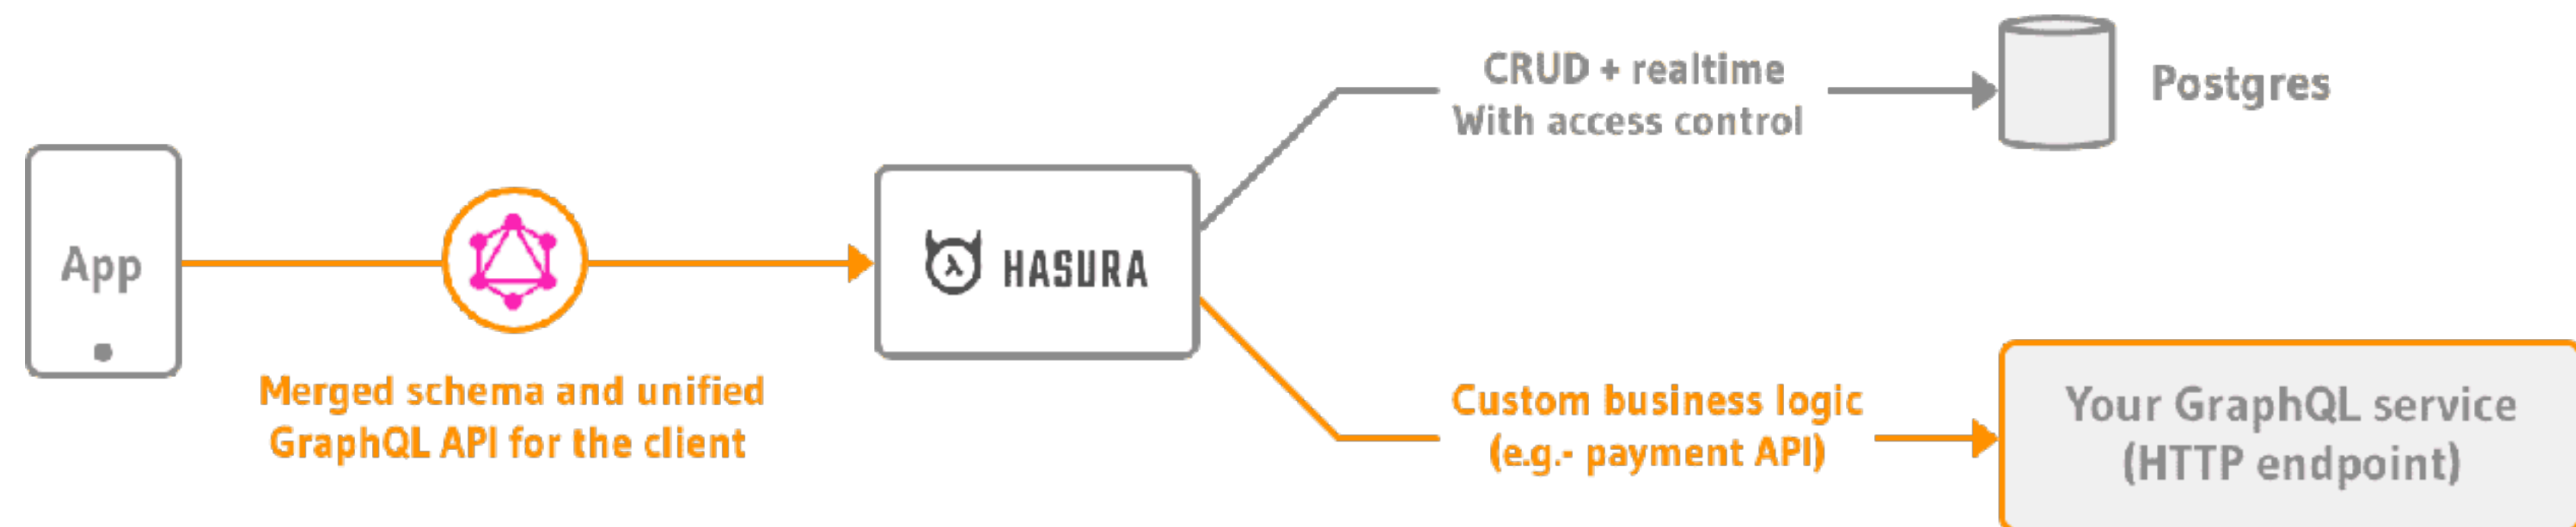 App
Merged schema and unified
GraphQL API for the client
HASURA
CRUD + realtime
With access control
Postgres
Custom business logic
(e.g.- payment API)
Your GraphQL service
(HTTP endpoint)